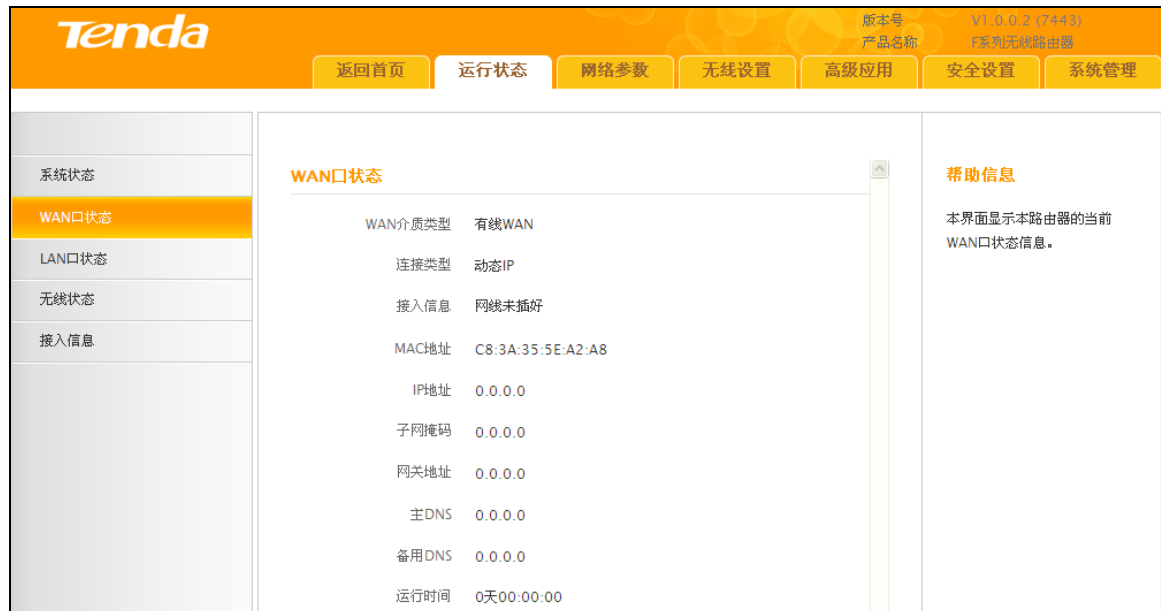 Tenda
版本号 V1.0.0.2 (7443)
产品名称 F系列无线路由器
返回首页 运行状态 网络参数 无线设置 高级应用 安全设置 系统管理
系统状态
WAN口状态
LAN口状态
无线状态
接入信息
WAN口状态
WAN介质类型 有线WAN
连接类型 动态IP
接入信息 网线未插好
MAC地址 C8:3A:35:5E:A2:A8
IP地址 0.0.0.0
子网掩码 0.0.0.0
网关地址 0.0.0.0
主DNS 0.0.0.0
备用DNS 0.0.0.0
运行时间 0天00:00:00
帮助信息
本界面显示本路由器的当前
WAN口状态信息。